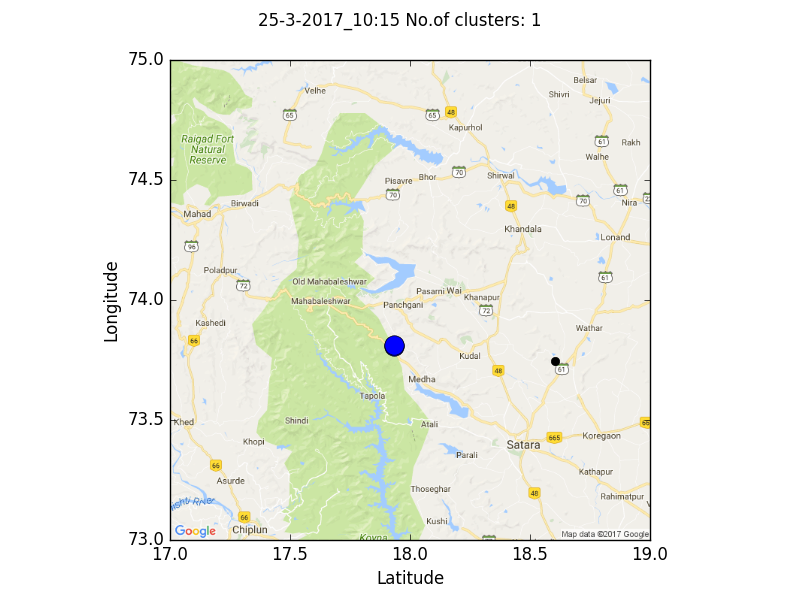 25-3-2017_10:15 No.of clusters: 1
75.0
74.5
74.0
73.5
73.0
Longitude
17.0
17.5
18.0
18.5
19.0
Latitude
Velhe
Belsar
Shivri
Jejuri
65
65
48
Kapurhol
Raigad Fort
Natural
Reserve
61
Rakh
Walhe
Pisavre
Bhor
70
Shirwal
70
61
70
Nira
Birwadi
Mahad
48
Khandala
Lonand
96
Poladpur
72
Old Mahabaleshwar
Mahabaleshwar
61
Pasarni
Wai
Khanapur
Panchgani
72
Kashedi
66
Wathar
Kudal
48
61
Medha
Tapola
Khed
Shindi
Atali
Khopi
Satara
665
Koregaon
Parali
66
Asurde
Kathapur
Thoseghar
48
Rahimatpur
ishti River
66
Chiplun
Kushi
Koyna
Google
Map data ©2017 Google